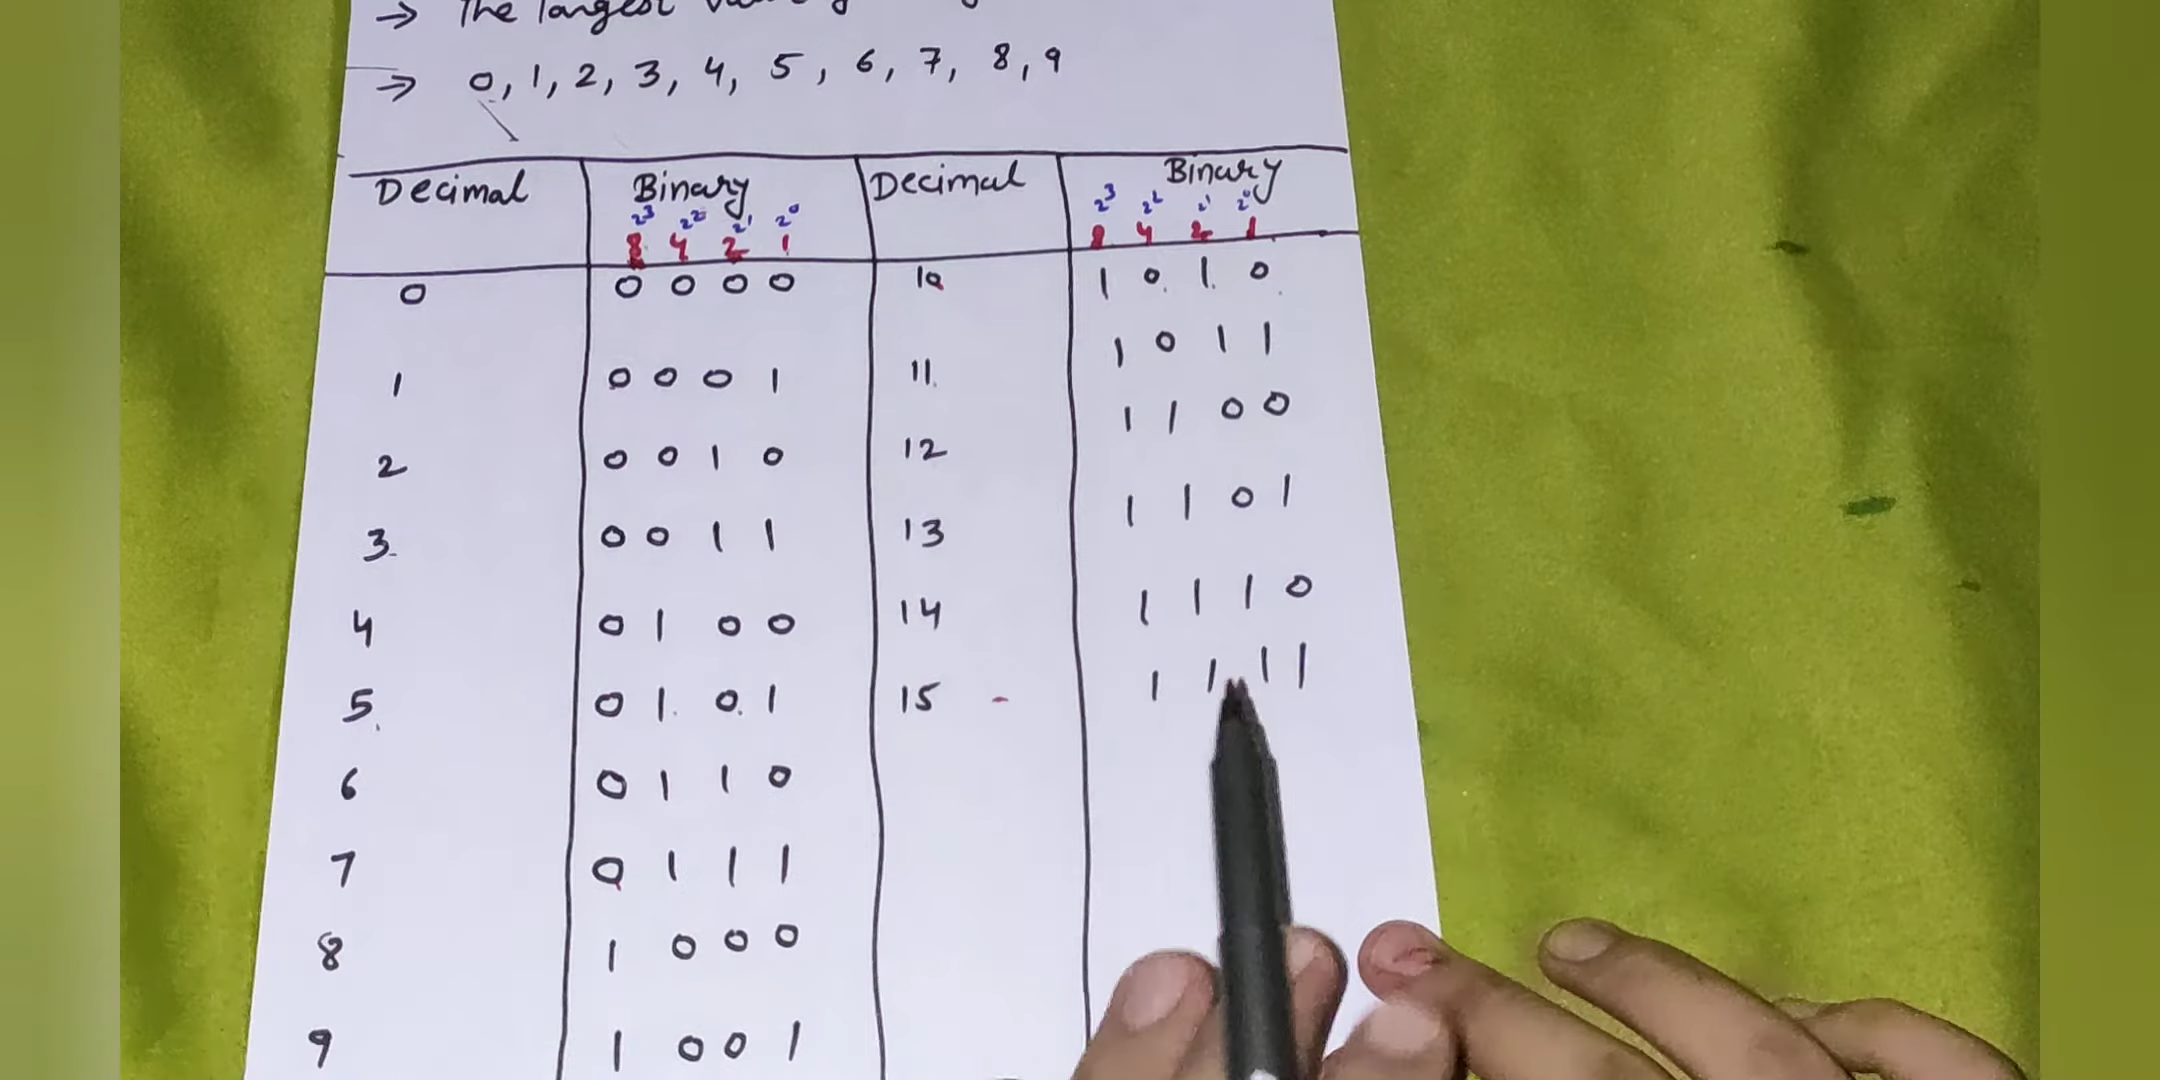 → The largest
→ 0, 1, 2, 3, 4, 5, 6, 7, 8, 9
Decimal Binary Decimal Binary
2³ 2² 2¹ 2⁰ 2³ 2² 2¹ 2⁰
8 4 2 1 8 4 2 1
0 0 0 0 0 10 1 0 1 0
1 0 0 0 1 11 1 0 1 1
2 0 0 1 0 12 1 1 0 0
3 0 0 1 1 13 1 1 0 1
4 0 1 0 0 14 1 1 1 0
5 0 1 0 1 15 - 1 1 1 1
6 0 1 1 0
7 0 1 1 1
8 1 0 0 0
9 1 0 0 1